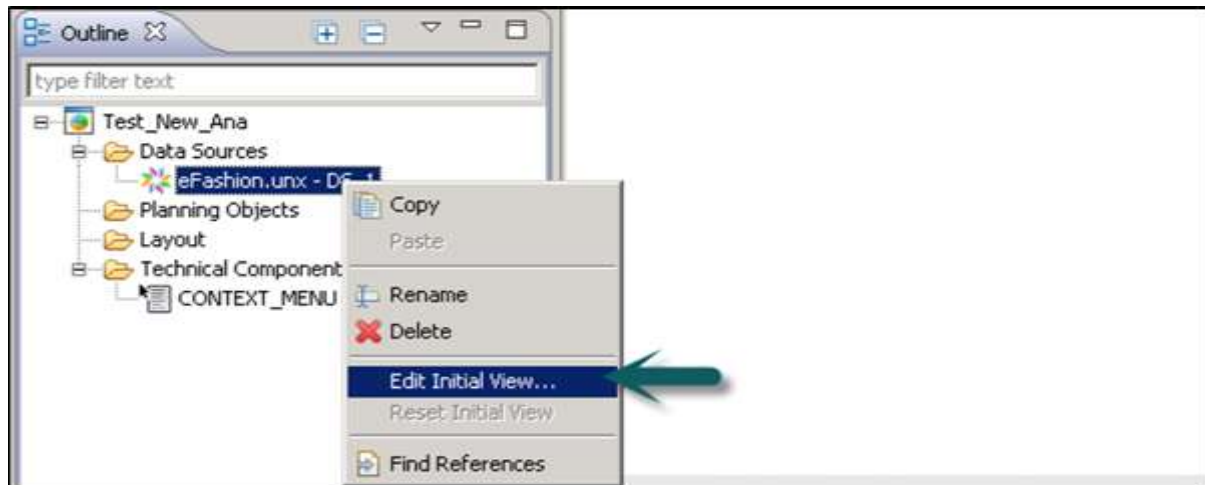 Outline
type filter text
Test_New_Ana
Data Sources
eFashion.unx - DS_1
Planning Objects
Layout
Technical Component
CONTEXT_MENU
Copy
Paste
Rename
Delete
Edit Initial View...
Reset Initial View
Find References